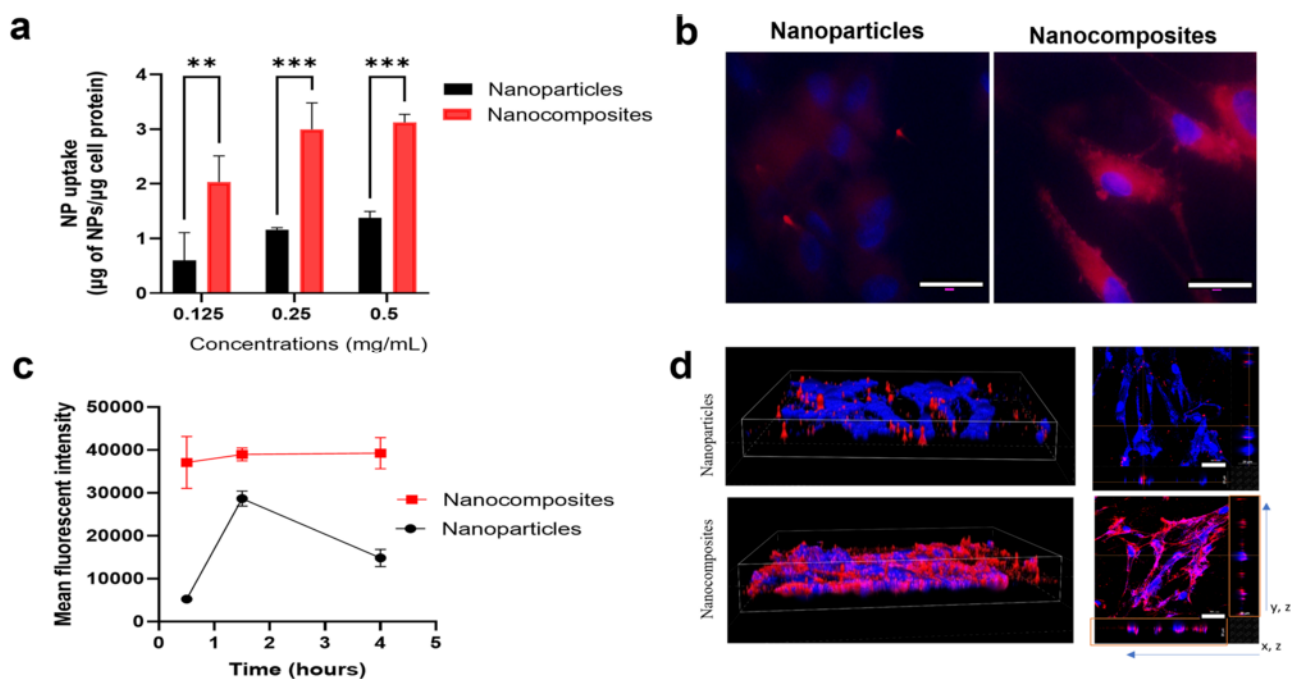 a
** *** ***
4
3
2
1
0
NP uptake
(µg of NPs/µg cell protein)
0.125 0.25 0.5
Concentrations (mg/mL)
Nanoparticles
Nanocomposites
b
Nanoparticles Nanocomposites
c
50000
40000
30000
20000
10000
0
Mean fluorescent intensity
0 1 2 3 4 5
Time (hours)
Nanocomposites
Nanoparticles
d
Nanoparticles
Nanocomposites
y, z
x, z